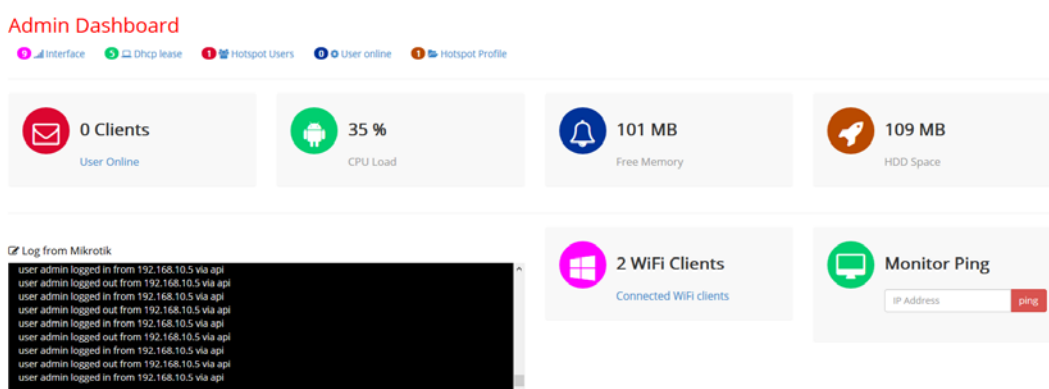 Admin Dashboard
9 Interface 5 Dhcp lease 1 Hotspot Users 0 User online 1 Hotspot Profile
0 Clients
User Online
35 %
CPU Load
101 MB
Free Memory
109 MB
HDD Space
Log from Mikrotik
user admin logged in from 192.168.10.5 via api
user admin logged out from 192.168.10.5 via api
user admin logged in from 192.168.10.5 via api
user admin logged out from 192.168.10.5 via api
user admin logged in from 192.168.10.5 via api
user admin logged out from 192.168.10.5 via api
user admin logged in from 192.168.10.5 via api
user admin logged out from 192.168.10.5 via api
user admin logged in from 192.168.10.5 via api
2 WiFi Clients
Connected WiFi clients
Monitor Ping
IP Address ping